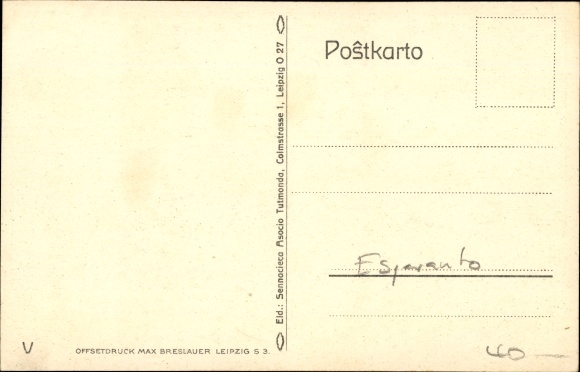 Poŝtkarto
Eld.: Sennacieca Asocio Tutmonda, Colmstrasse 1, Leipzig O 27
Esperanto
V
OFFSETDRUCK MAX BRESLAUER LEIPZIG S 3.
40 —